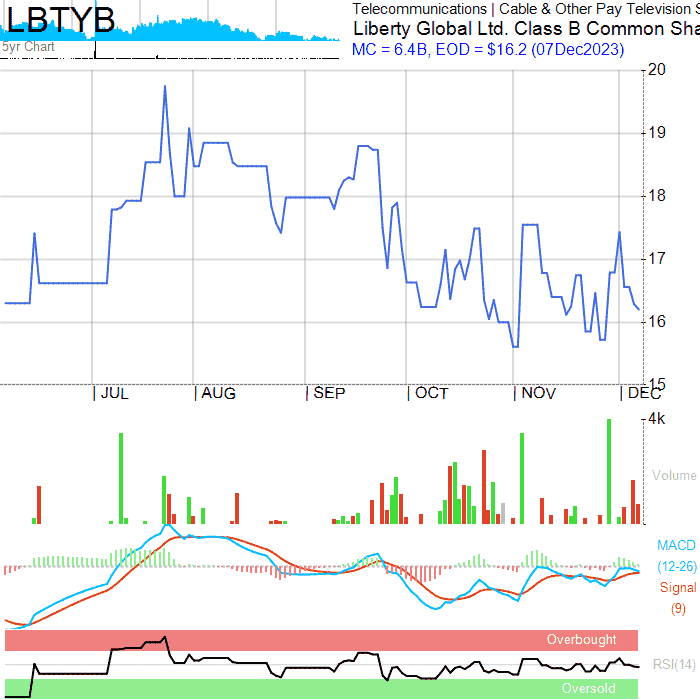 LBTYB
5yr Chart
Telecommunications | Cable & Other Pay Television S
Liberty Global Ltd. Class B Common Sha
MC = 6.4B, EOD = $16.2 (07Dec2023)
20
19
18
17
16
15
JUL AUG SEP OCT NOV DEC
4k
Volume
MACD
(12-26)
Signal
(9)
Overbought
RSI(14)
Oversold